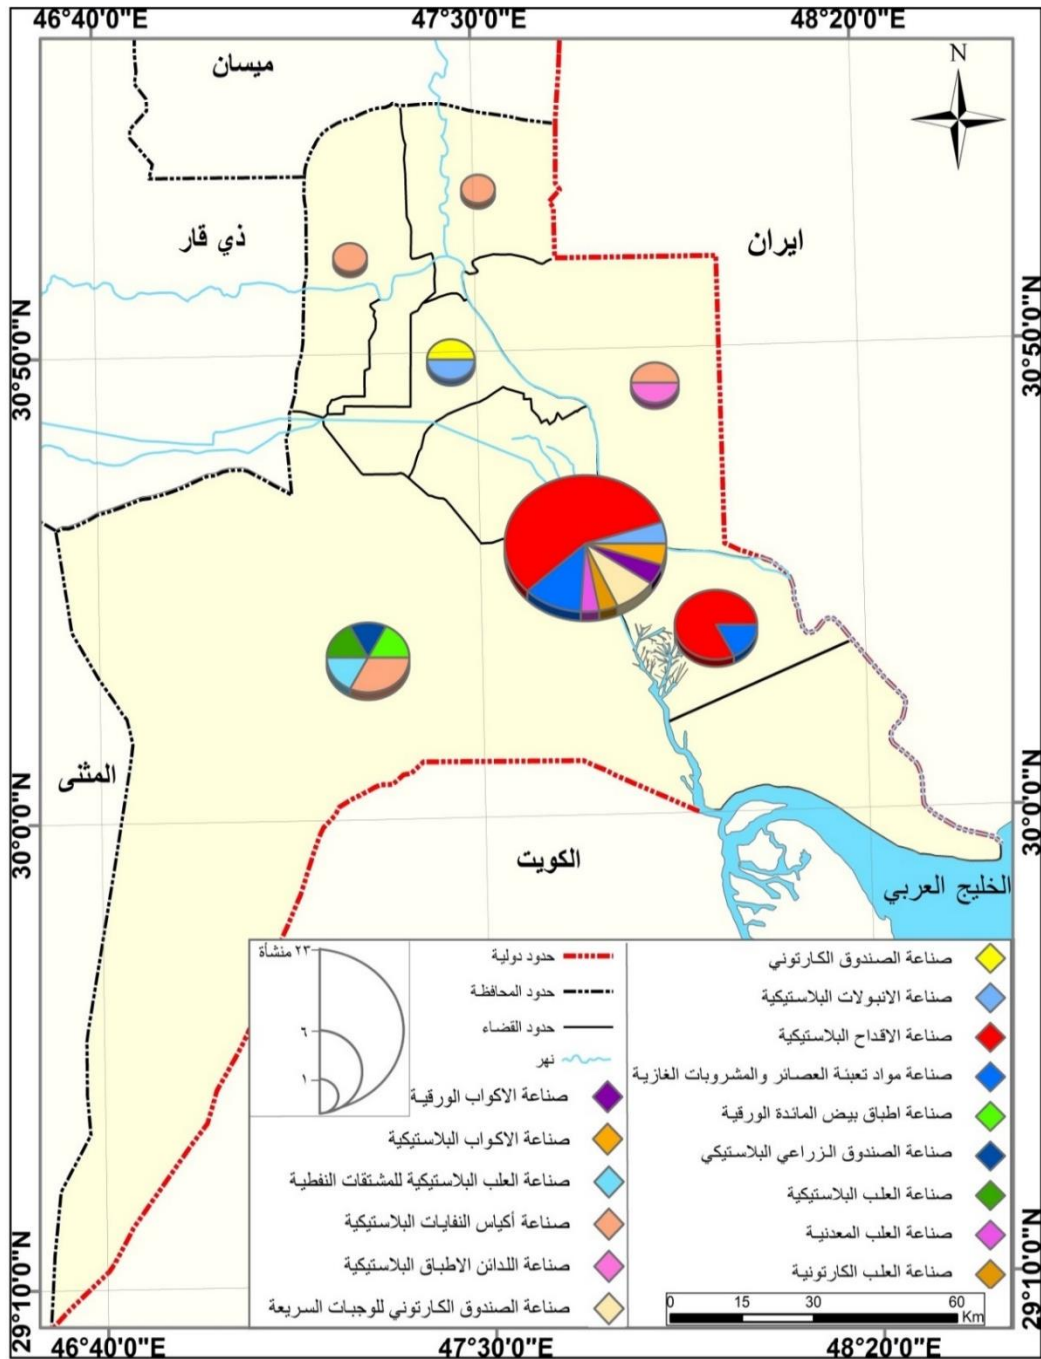 46°40'0"E 47°30'0"E 48°20'0"E
N
ميسان
ذي قار
ايران
30°50'0"N
30°50'0"N
المثنى
30°0'0"N
30°0'0"N
الكويت
الخليج العربي
٢٣ منشأة
٦
١
حدود دولية
حدود المحافظة
حدود القضاء
نهر
صناعة الاكواب الورقية
صناعة الاكواب البلاستيكية
صناعة العلب البلاستيكية للمشتقات النفطية
صناعة أكياس النفايات البلاستيكية
صناعة اللدائن الاطباق البلاستيكية
صناعة الصندوق الكارتوني للوجبات السريعة
صناعة الصندوق الكارتوني
صناعة الانبولات البلاستيكية
صناعة الاقداح البلاستيكية
صناعة مواد تعبئة العصائر والمشروبات الغازية
صناعة اطباق بيض المائدة الورقية
صناعة الصندوق الزراعي البلاستيكي
صناعة العلب البلاستيكية
صناعة العلب المعدنية
صناعة العلب الكارتونية
0 15 30 60
Km
29°10'0"N
29°10'0"N
46°40'0"E 47°30'0"E 48°20'0"E